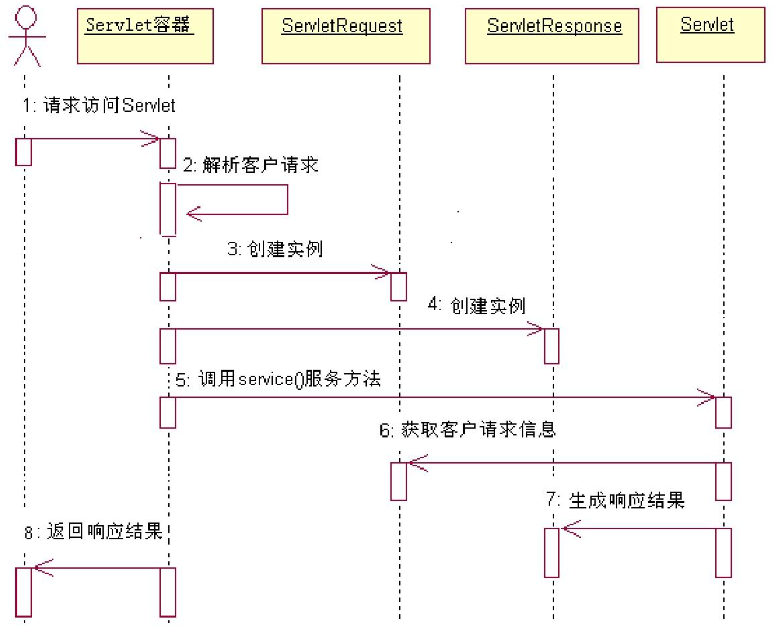 Servlet容器
ServletRequest
ServletResponse
Servlet
1: 请求访问Servlet
2: 解析客户请求
3: 创建实例
4: 创建实例
5: 调用service()服务方法
6: 获取客户请求信息
7: 生成响应结果
8: 返回响应结果